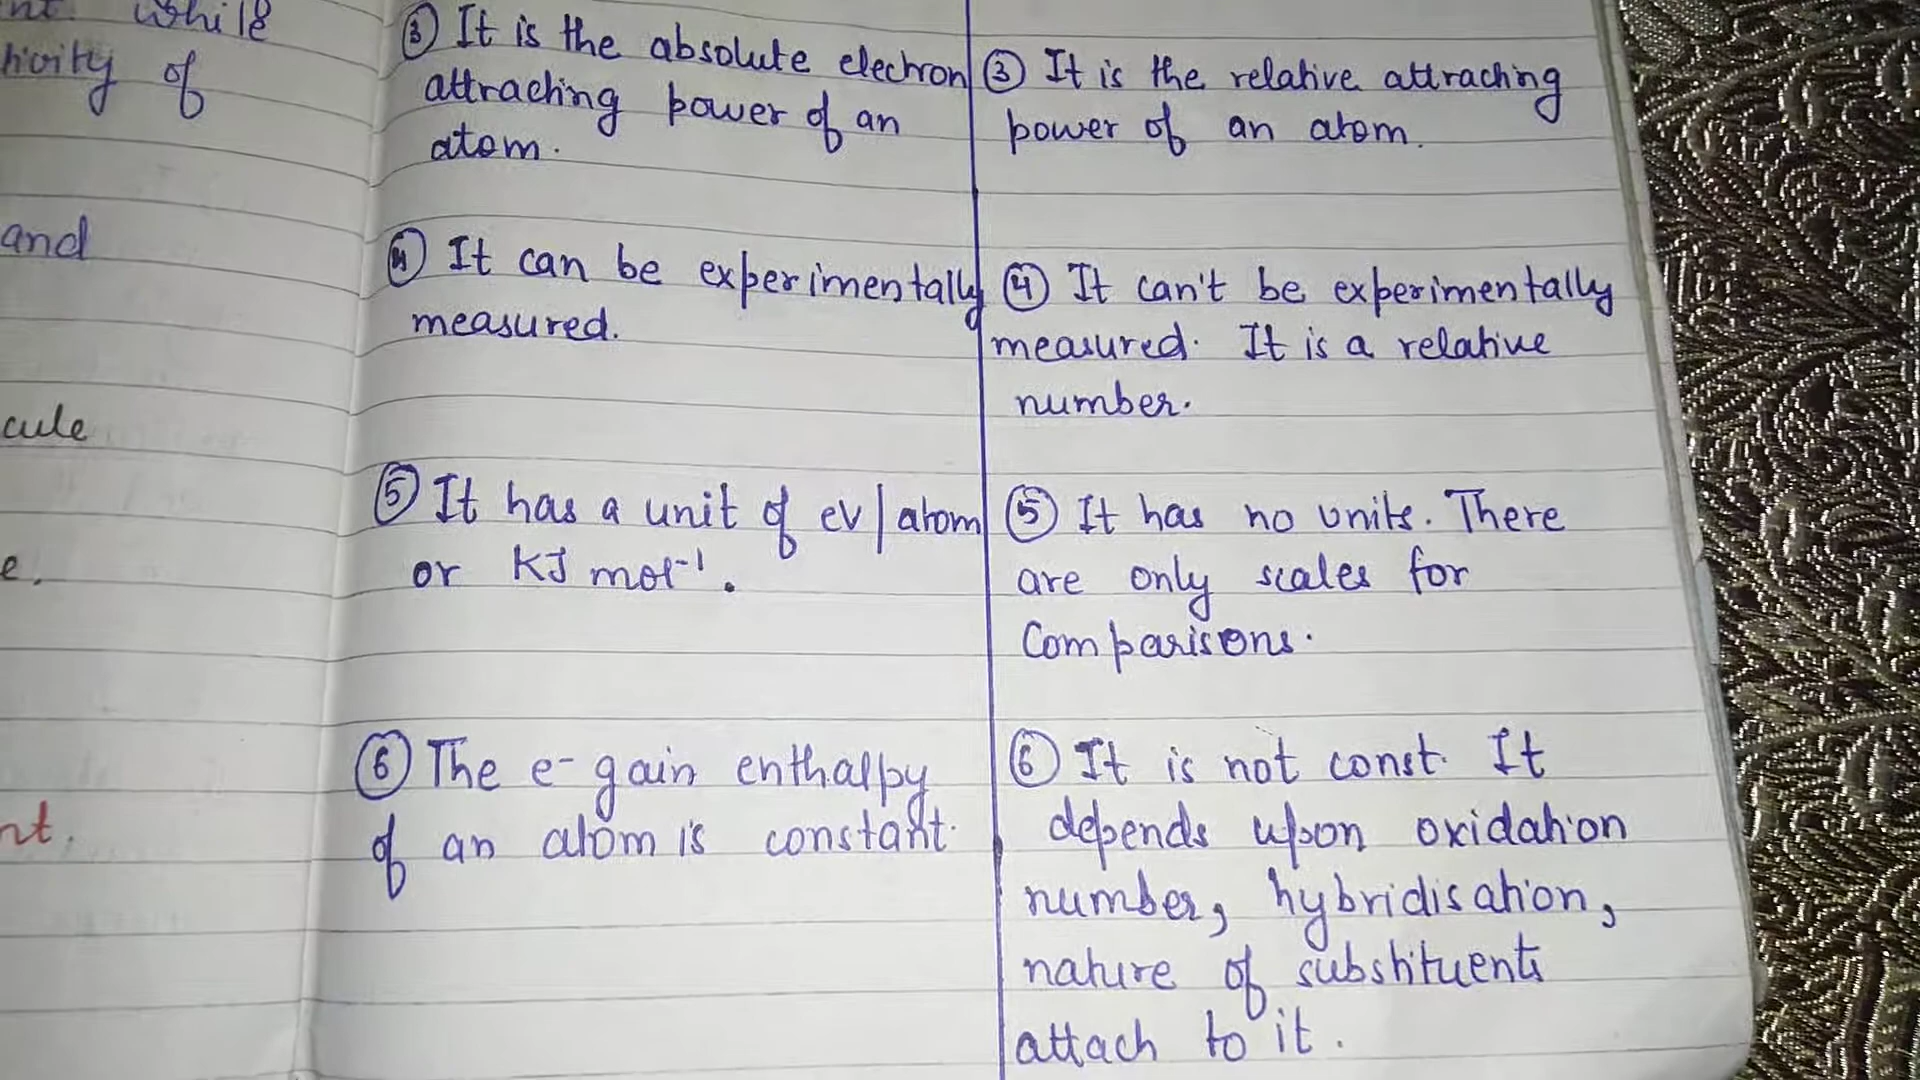 while
of
and
cule
e.
nt.
③ It is the absolute electron
attracting power of an
atom.
④ It can be experimentally
measured.
⑤ It has a unit of ev/atom
or KJ mol⁻¹.
⑥ The e⁻ gain enthalpy
of an atom is constant.
③ It is the relative attracting
power of an atom.
④ It can't be experimentally
measured. It is a relative
number.
⑤ It has no units. There
are only scales for
Comparisons.
⑥ It is not const. It
depends upon oxidation
number, hybridisation,
nature of substituents
attach to it.